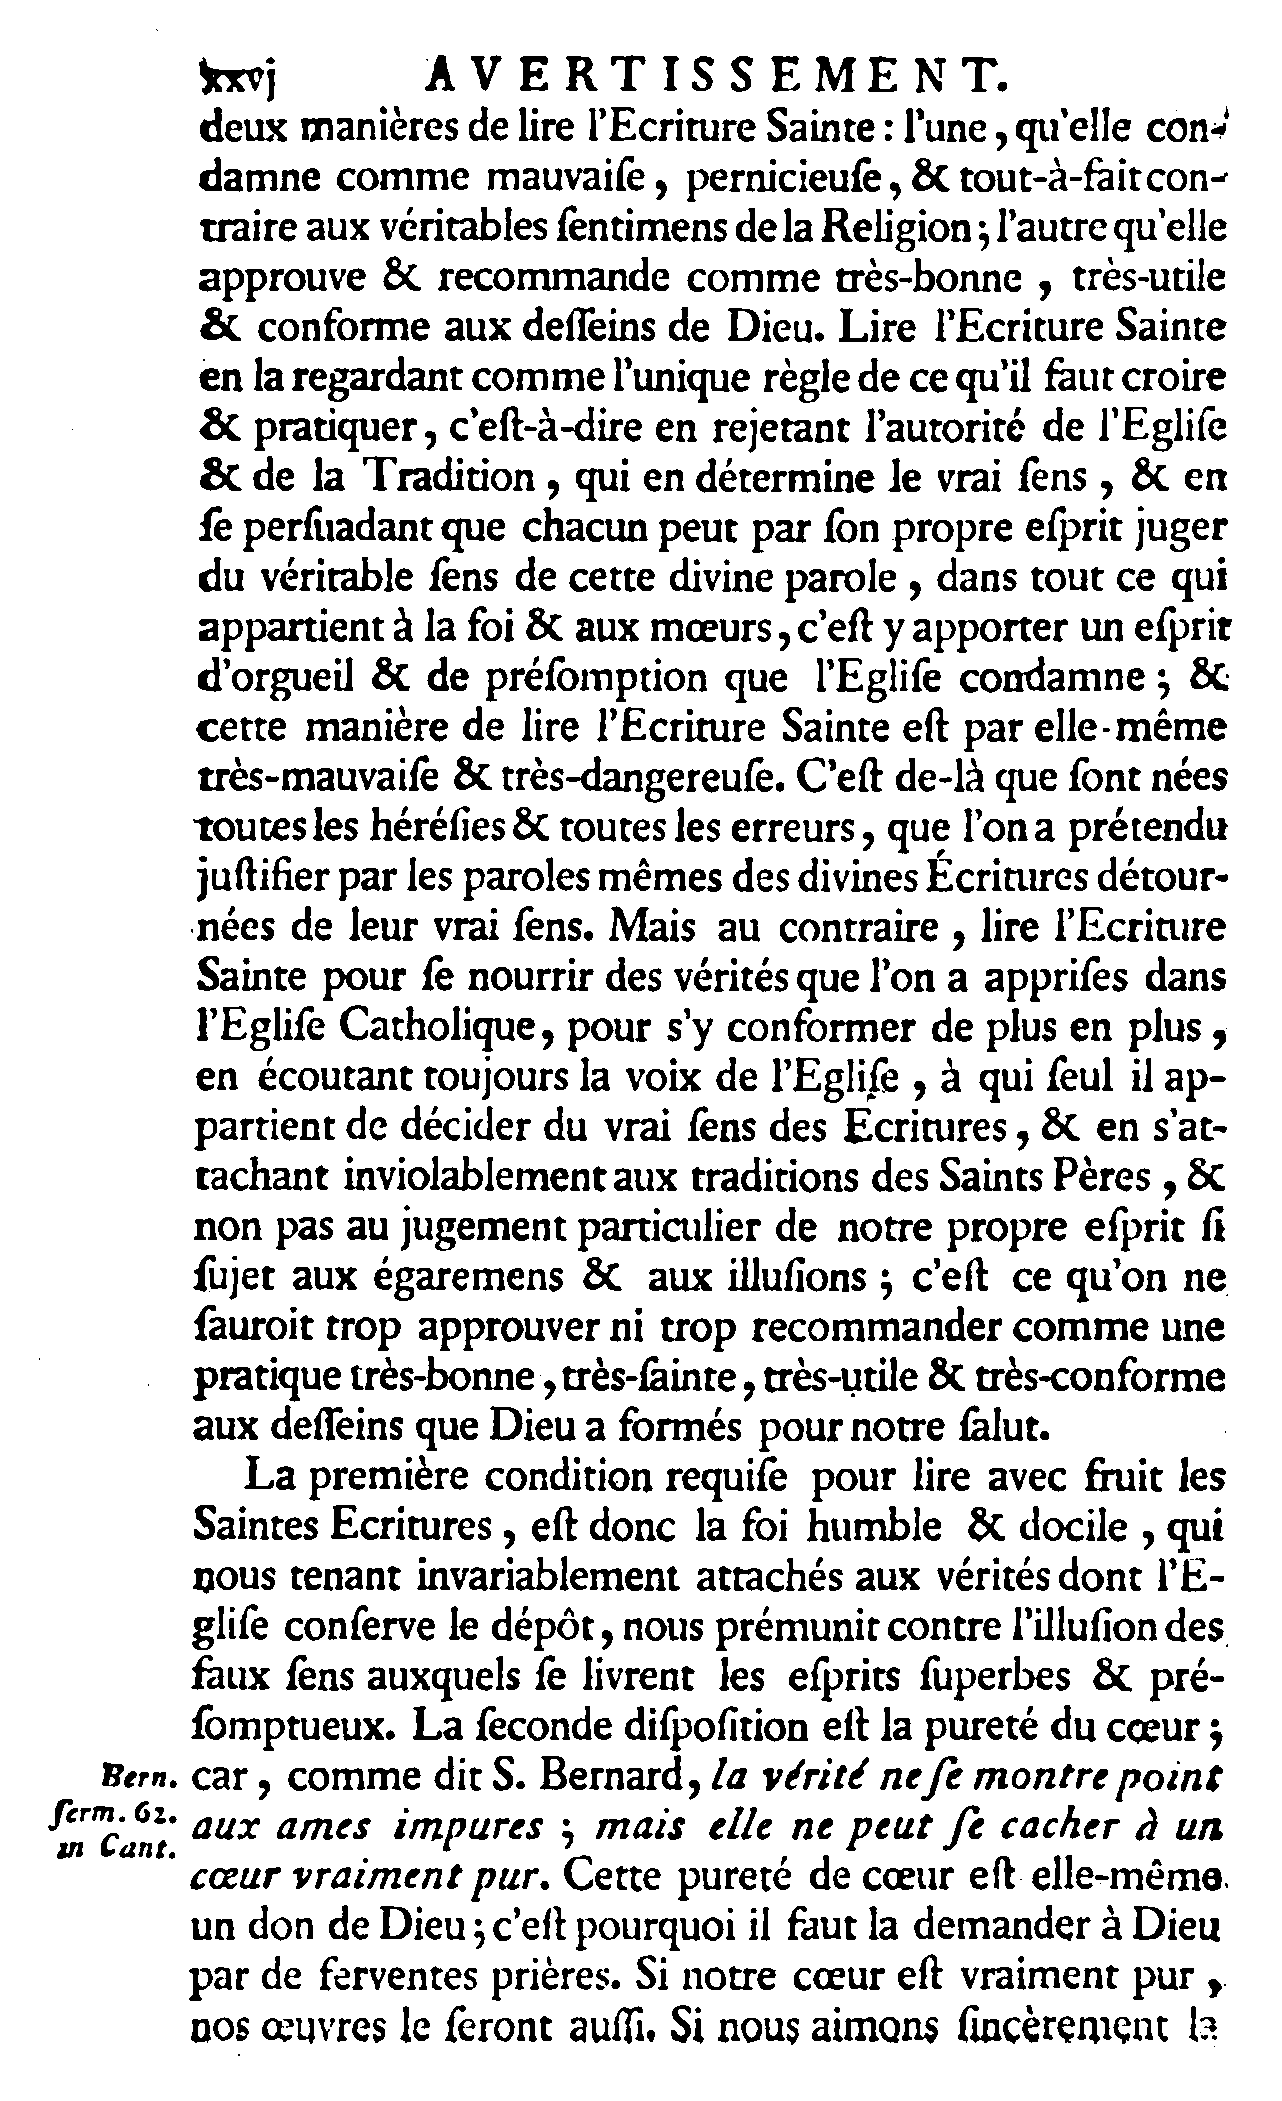 xxvj AVERTISSEMENT.
deux manières de lire l'Ecriture Sainte : l'une, qu'elle con-
damne comme mauvaiſe, pernicieuſe, & tout-à-fait con-
traire aux véritables ſentimens de la Religion; l'autre qu'elle
approuve & recommande comme très-bonne , très-utile
& conforme aux deſſeins de Dieu. Lire l'Ecriture Sainte
en la regardant comme l'unique règle de ce qu'il faut croire
& pratiquer, c'eſt-à-dire en rejetant l'autorité de l'Egliſe
& de la Tradition , qui en détermine le vrai ſens , & en
ſe perſuadant que chacun peut par ſon propre eſprit juger
du véritable ſens de cette divine parole , dans tout ce qui
appartient à la foi & aux mœurs, c'eſt y apporter un eſprit
d'orgueil & de préſomption que l'Egliſe condamne ; &
cette manière de lire l'Ecriture Sainte eſt par elle-même
très-mauvaiſe & très-dangereuſe. C'eſt de-là que ſont nées
toutes les héréſies & toutes les erreurs, que l'on a prétendu
juſtifier par les paroles mêmes des divines Écritures détour-
nées de leur vrai ſens. Mais au contraire , lire l'Ecriture
Sainte pour ſe nourrir des vérités que l'on a appriſes dans
l'Egliſe Catholique, pour s'y conformer de plus en plus ,
en écoutant toujours la voix de l'Egliſe , à qui ſeul il ap-
partient de décider du vrai ſens des Écritures, & en s'at-
tachant inviolablement aux traditions des Saints Pères , &
non pas au jugement particulier de notre propre eſprit ſi
ſujet aux égaremens & aux illuſions ; c'eſt ce qu'on ne
ſauroit trop approuver ni trop recommander comme une
pratique très-bonne, très-ſainte, très-utile & très-conforme
aux deſſeins que Dieu a formés pour notre ſalut.
La première condition requiſe pour lire avec fruit les
Saintes Ecritures , eſt donc la foi humble & docile , qui
nous tenant invariablement attachés aux vérités dont l'E-
gliſe conſerve le dépôt, nous prémunit contre l'illuſion des
faux ſens auxquels ſe livrent les eſprits ſuperbes & pré-
ſomptueux. La ſeconde diſpoſition eſt la pureté du cœur ;
Bern. car , comme dit S. Bernard, la vérité ne ſe montre point
ſerm. 62. aux ames impures ; mais elle ne peut ſe cacher à un
in Cant. cœur vraiment pur. Cette pureté de cœur eſt elle-même
un don de Dieu; c'eſt pourquoi il faut la demander à Dieu
par de ferventes prières. Si notre cœur eſt vraiment pur ,
nos œuvres le ſeront auſſi. Si nous aimons ſincèrement la